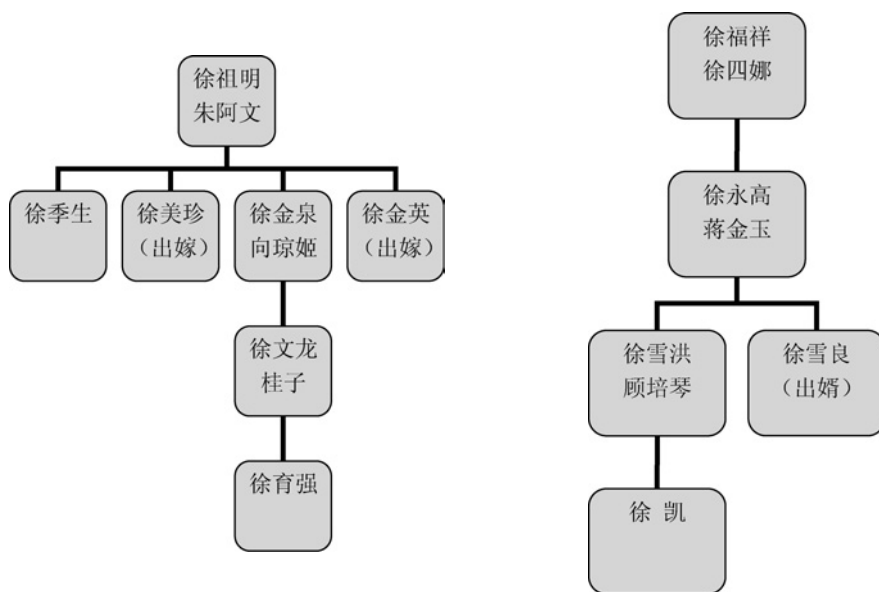 徐祖明
朱阿文
徐季生
徐美珍
（出嫁）
徐金泉
向琼姬
徐金英
（出嫁）
徐文龙
桂子
徐育强
徐福祥
徐四娜
徐永高
蒋金玉
徐雪洪
顾培琴
徐雪良
（出婿）
徐 凯